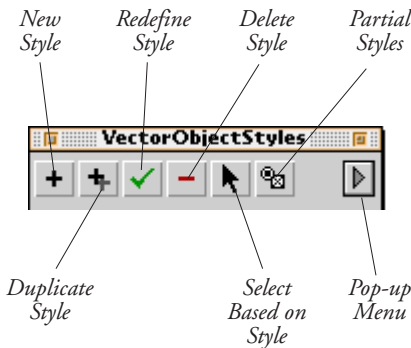 New
Style
Redefine
Style
Delete
Style
Partial
Styles
VectorObjectStyles
Duplicate
Style
Select
Based on
Style
Pop-up
Menu